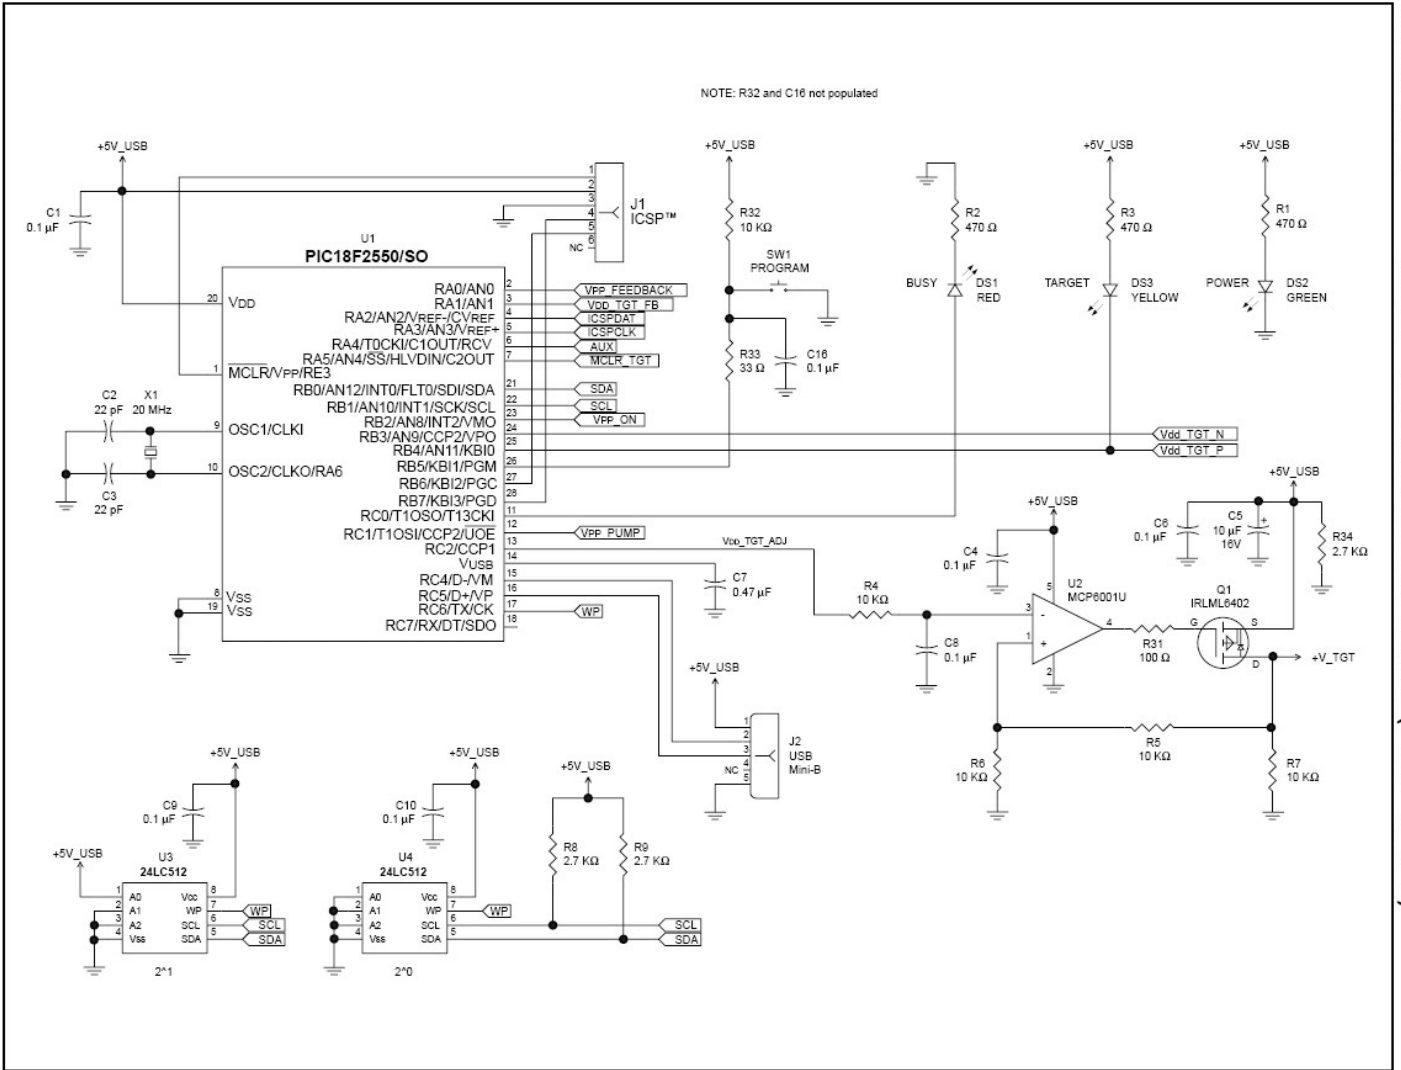 NOTE: R32 and C16 not populated
+5V_USB
+5V_USB
+5V_USB
+5V_USB
C1
0.1 µF
1
2
3
4
5
6
NC
J1
ICSP™
R32
10 KΩ
R2
470 Ω
R3
470 Ω
R1
470 Ω
SW1
PROGRAM
BUSY
DS1
RED
TARGET
DS3
YELLOW
POWER
DS2
GREEN
R33
33 Ω
C16
0.1 µF
U1
PIC18F2550/SO
20
VDD
1
MCLR/VPP/RE3
9
OSC1/CLKI
10
OSC2/CLKO/RA6
8
VSS
19
VSS
C2
22 pF
X1
20 MHz
C3
22 pF
RA0/AN0
2
VPP_FEEDBACK
RA1/AN1
3
VDD_TGT_FB
RA2/AN2/VREF-/CVREF
4
ICSPDAT
RA3/AN3/VREF+
5
ICSPCLK
RA4/T0CKI/C1OUT/RCV
6
AUX
RA5/AN4/SS/HLVDIN/C2OUT
7
MCLR_TGT
RB0/AN12/INT0/FLT0/SDI/SDA
21
SDA
RB1/AN10/INT1/SCK/SCL
22
SCL
RB2/AN8/INT2/VMO
23
VPP_ON
RB3/AN9/CCP2/VPO
24
Vdd_TGT_N
RB4/AN11/KBI0
25
Vdd_TGT_P
RB5/KBI1/PGM
26
RB6/KBI2/PGC
27
RB7/KBI3/PGD
28
RC0/T1OSO/T13CKI
11
RC1/T1OSI/CCP2/UOE
12
VPP_PUMP
RC2/CCP1
13
VDD_TGT_ADJ
VUSB
14
RC4/D-/VM
15
RC5/D+/VP
16
RC6/TX/CK
17
WP
RC7/RX/DT/SDO
18
C7
0.47 µF
R4
10 KΩ
C8
0.1 µF
+5V_USB
C4
0.1 µF
U2
MCP6001U
5
3
-
1
+
4
2
R31
100 Ω
+5V_USB
C6
0.1 µF
C5
10 µF
16V
+
R34
2.7 KΩ
Q1
IRLML6402
G
S
D
+V_TGT
R6
10 KΩ
R5
10 KΩ
R7
10 KΩ
+5V_USB
1
2
3
4
5
NC
J2
USB
Mini-B
+5V_USB
C9
0.1 µF
+5V_USB
U3
24LC512
1
A0
Vcc
8
2
A1
WP
7
WP
3
A2
SCL
6
SCL
4
Vss
SDA
5
SDA
2^1
+5V_USB
C10
0.1 µF
U4
24LC512
1
A0
Vcc
8
2
A1
WP
7
WP
3
A2
SCL
6
SCL
4
Vss
SDA
5
SDA
2^0
+5V_USB
R8
2.7 KΩ
R9
2.7 KΩ